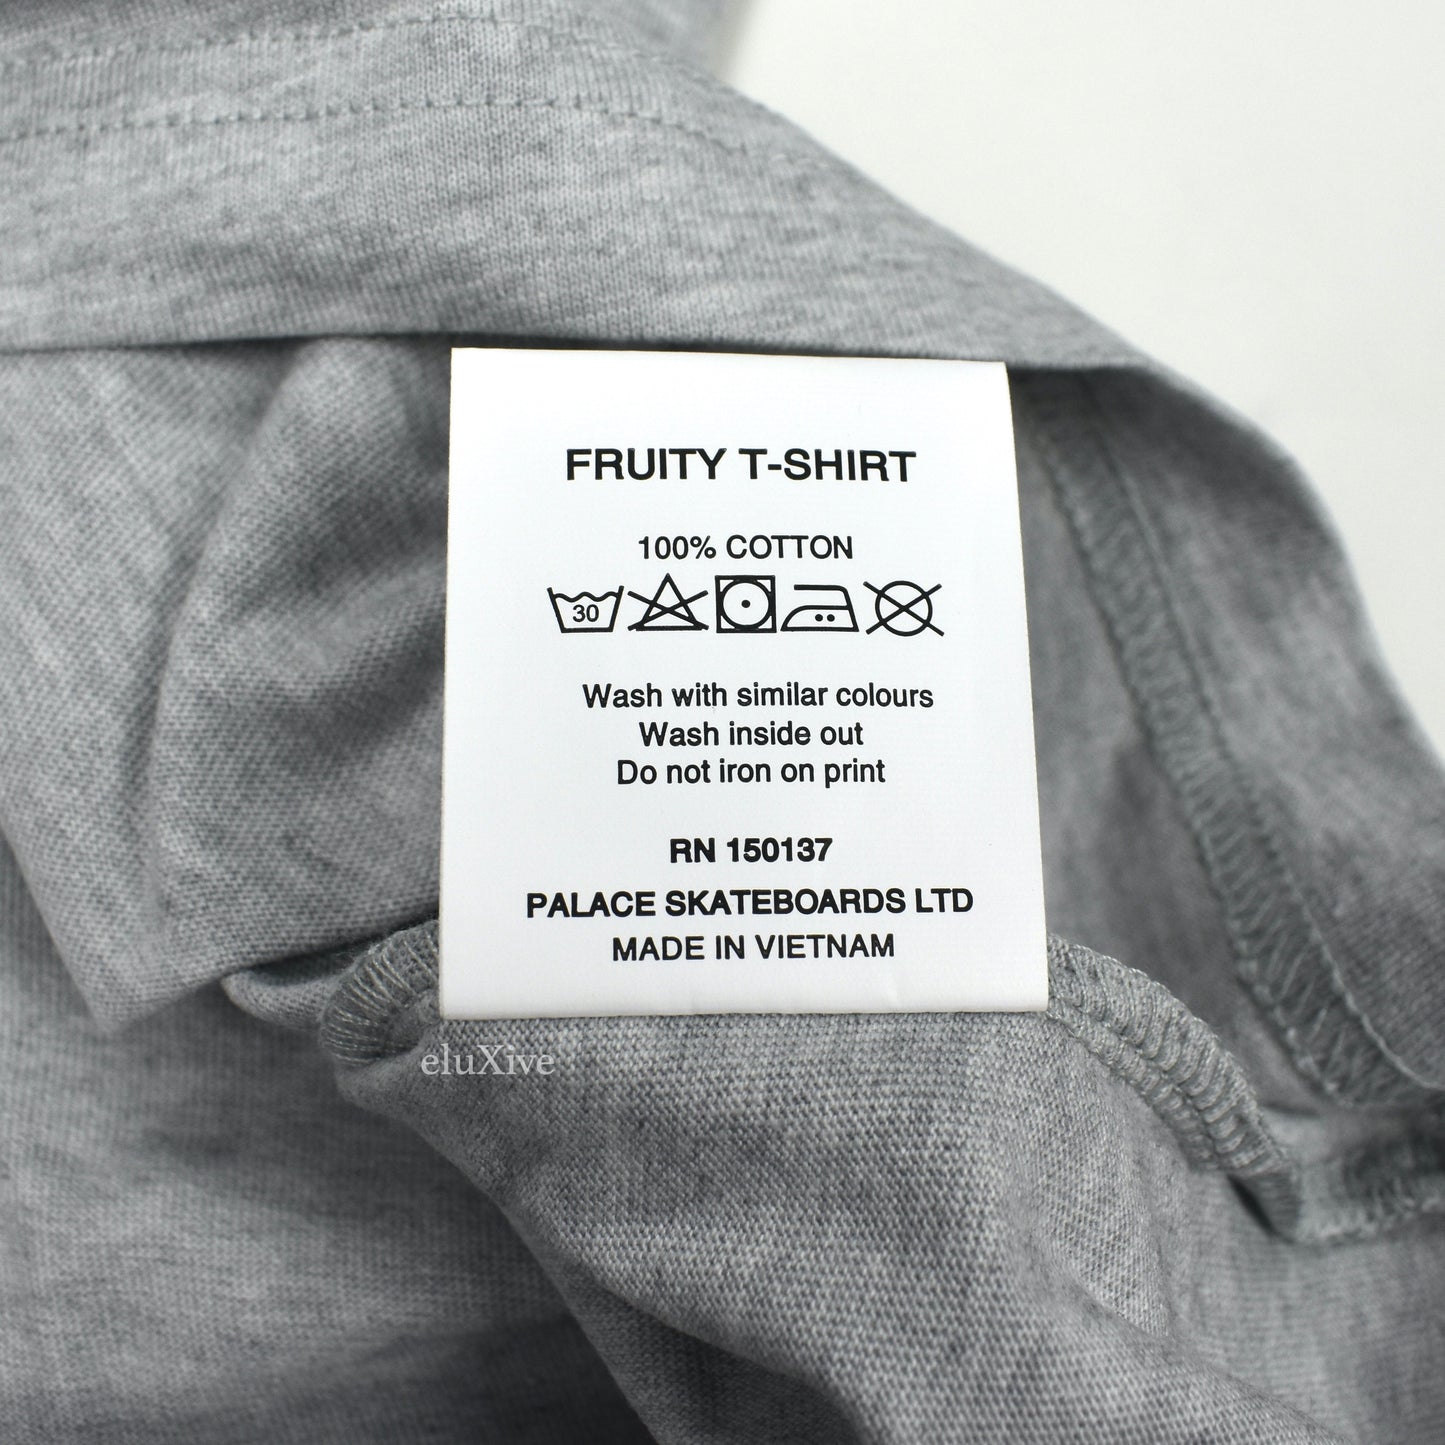 FRUITY T-SHIRT
100% COTTON
30
Wash with similar colours
Wash inside out
Do not iron on print
RN 150137
PALACE SKATEBOARDS LTD
MADE IN VIETNAM
eluXive